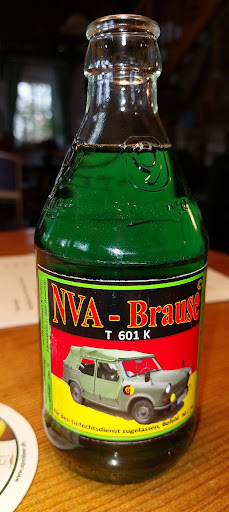 NVA - Brause
T 601 K
Für den Gefechtsdienst zugelassen, Befehl Nr.